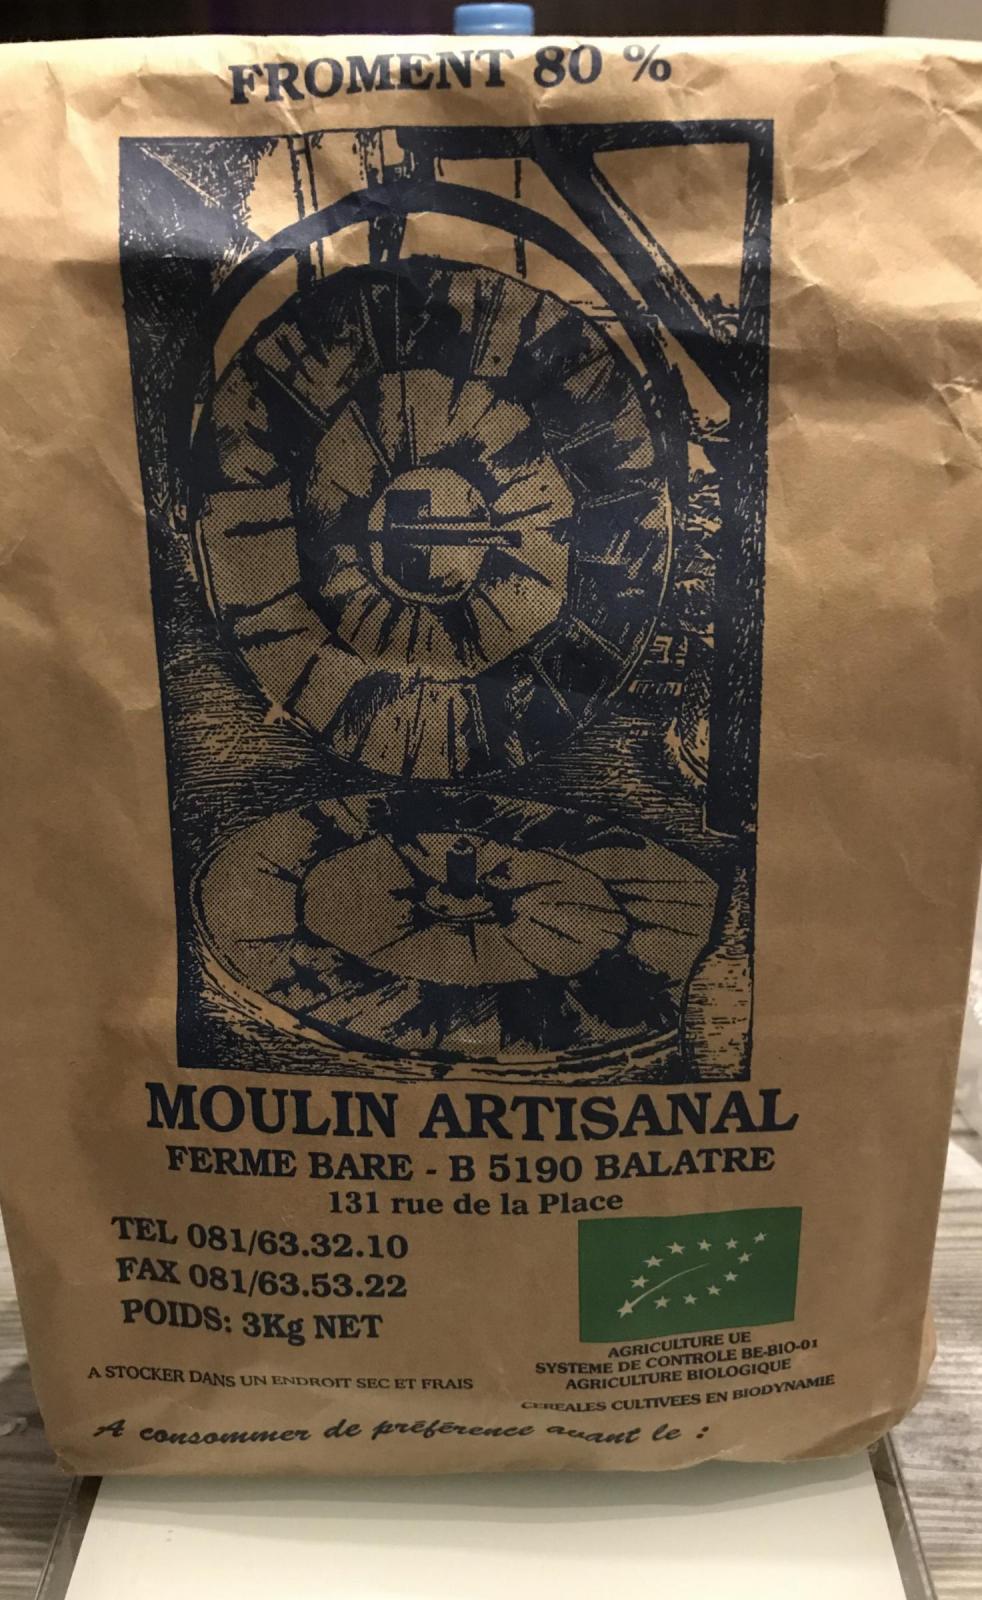 FROMENT 80 %
MOULIN ARTISANAL
FERME BARE - B 5190 BALATRE
131 rue de la Place
TEL 081/63.32.10
FAX 081/63.53.22
POIDS: 3Kg NET
AGRICULTURE UE
SYSTEME DE CONTROLE BE-BIO-01
AGRICULTURE BIOLOGIQUE
CEREALES CULTIVEES EN BIODYNAMIE
A STOCKER DANS UN ENDROIT SEC ET FRAIS
A consommer de préférence avant le :